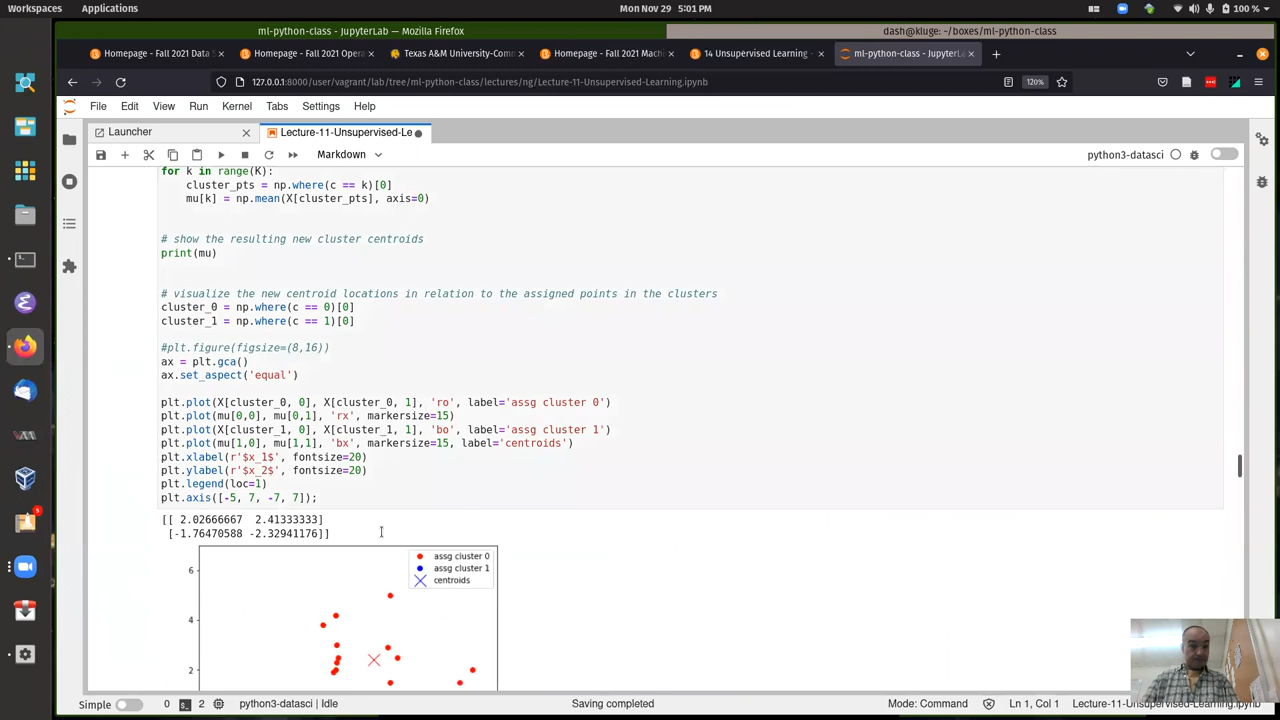 Workspaces
Applications
Mon Nov 29 5:01 PM
en
100 %
ml-python-class - JupyterLab — Mozilla Firefox
dash@kluge: ~/boxes/ml-python-class
Homepage - Fall 2021 Data S
Homepage - Fall 2021 Opera
Texas A&M University-Comm
Homepage - Fall 2021 Machi
14 Unsupervised Learning -
ml-python-class - JupyterLa
127.0.0.1:8000/user/vagrant/lab/tree/ml-python-class/lectures/ng/Lecture-11-Unsupervised-Learning.ipynb
120%
File Edit View Run Kernel Tabs Settings Help
Launcher
Lecture-11-Unsupervised-Le
Markdown
python3-datasci
for k in range(K):
cluster_pts = np.where(c == k)[0]
mu[k] = np.mean(X[cluster_pts], axis=0)
# show the resulting new cluster centroids
print(mu)
# visualize the new centroid locations in relation to the assigned points in the clusters
cluster_0 = np.where(c == 0)[0]
cluster_1 = np.where(c == 1)[0]
#plt.figure(figsize=(8,16))
ax = plt.gca()
ax.set_aspect('equal')
plt.plot(X[cluster_0, 0], X[cluster_0, 1], 'ro', label='assg cluster 0')
plt.plot(mu[0,0], mu[0,1], 'rx', markersize=15)
plt.plot(X[cluster_1, 0], X[cluster_1, 1], 'bo', label='assg cluster 1')
plt.plot(mu[1,0], mu[1,1], 'bx', markersize=15, label='centroids')
plt.xlabel(r'$x_1$', fontsize=20)
plt.ylabel(r'$x_2$', fontsize=20)
plt.legend(loc=1)
plt.axis([-5, 7, -7, 7]);
[[ 2.02666667 2.41333333]
[-1.76470588 -2.32941176]]
assg cluster 0
assg cluster 1
centroids
6
4
2
Simple
0
2
python3-datasci | Idle
Saving completed
Mode: Command
Ln 1, Col 1
Lecture-11-Unsupervised-Learning.ipynb